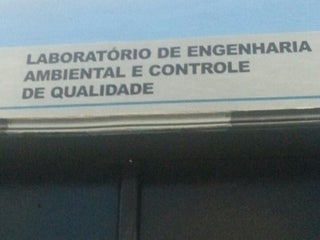 LABORATÓRIO DE ENGENHARIA
AMBIENTAL E CONTROLE
DE QUALIDADE